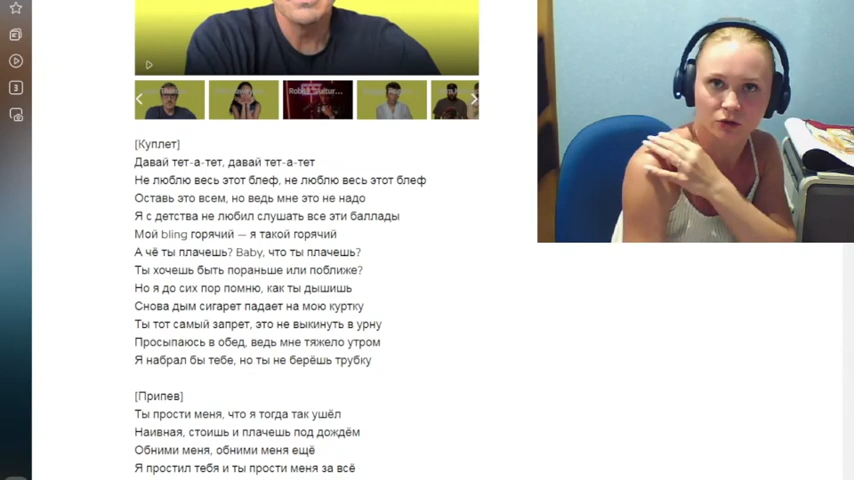 3
[Куплет]
Давай тет-а-тет, давай тет-а-тет
Не люблю весь этот блеф, не люблю весь этот блеф
Оставь это всем, но ведь мне это не надо
Я с детства не любил слушать все эти баллады
Мой bling горячий — я такой горячий
А чё ты плачешь? Baby, что ты плачешь?
Ты хочешь быть пораньше или поближе?
Но я до сих пор помню, как ты дышишь
Снова дым сигарет падает на мою куртку
Ты тот самый запрет, это не выкинуть в урну
Просыпаюсь в обед, ведь мне тяжело утром
Я набрал бы тебе, но ты не берёшь трубку
[Припев]
Ты прости меня, что я тогда так ушёл
Наивная, стоишь и плачешь под дождём
Обними меня, обними меня ещё
Я простил тебя и ты прости меня за всё